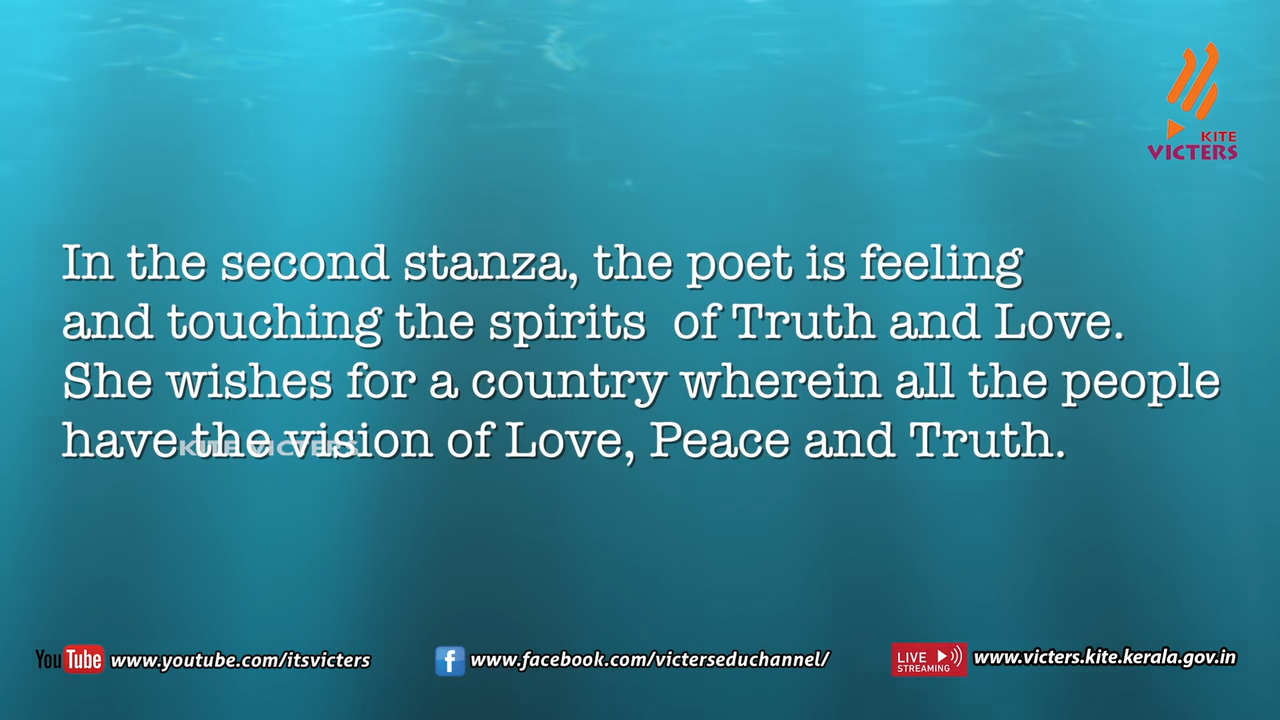 KITE
VICTERS
In the second stanza, the poet is feeling
and touching the spirits of Truth and Love.
She wishes for a country wherein all the people
have the vision of Love, Peace and Truth.
KITE VICTERS
YouTube www.youtube.com/itsvicters
f www.facebook.com/victerseduchannel/
LIVE STREAMING www.victers.kite.kerala.gov.in